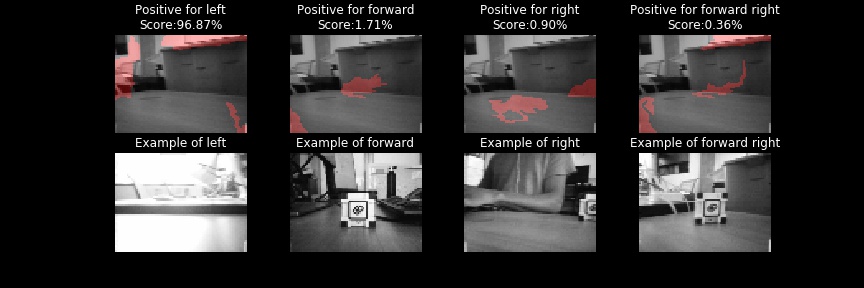 Positive for left
Score:96.87%
Positive for forward
Score:1.71%
Positive for right
Score:0.90%
Positive for forward right
Score:0.36%
Example of left
Example of forward
Example of right
Example of forward right